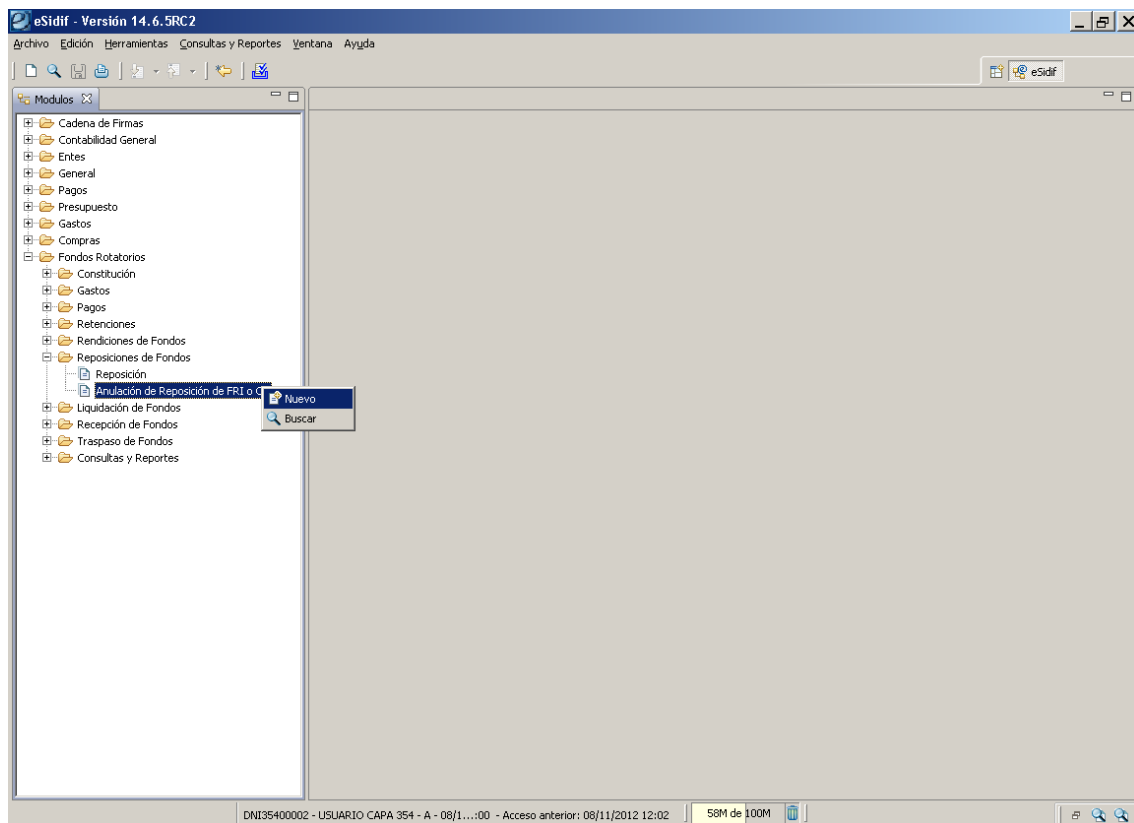 eSidif - Versión 14.6.5RC2
Archivo Edición Herramientas Consultas y Reportes Ventana Ayuda
eSidif
Modulos
Cadena de Firmas
Contabilidad General
Entes
General
Pagos
Presupuesto
Gastos
Compras
Fondos Rotatorios
Constitución
Gastos
Pagos
Retenciones
Rendiciones de Fondos
Reposiciones de Fondos
Reposición
Anulación de Reposición de FRI o
Nuevo
Buscar
Liquidación de Fondos
Recepción de Fondos
Traspaso de Fondos
Consultas y Reportes
DNI35400002 - USUARIO CAPA 354 - A - 08/1...:00 - Acceso anterior: 08/11/2012 12:02 58M de 100M